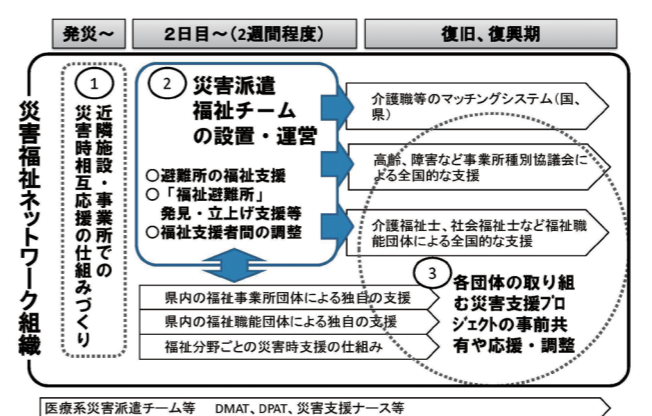 発災～
2日目～(2週間程度)
復旧、復興期
災害福祉ネットワーク組織
1
近隣施設・事業所での
災害時相互応援の仕組みづくり
2
災害派遣
福祉チーム
の設置・運営
○避難所の福祉支援
○「福祉避難所」
発見・立上げ支援等
○福祉支援者間の調整
介護職等のマッチングシステム(国、
県)
高齢、障害など事業所種別協議会に
よる全国的な支援
介護福祉士、社会福祉士など福祉職
能団体による全国的な支援
3
各団体の取り組
む災害支援プロ
ジェクトの事前共
有や応援・調整
県内の福祉事業所団体による独自の支援
県内の福祉職能団体による独自の支援
福祉分野ごとの災害時支援の仕組み
医療系災害派遣チーム等 DMAT、DPAT、災害支援ナース等